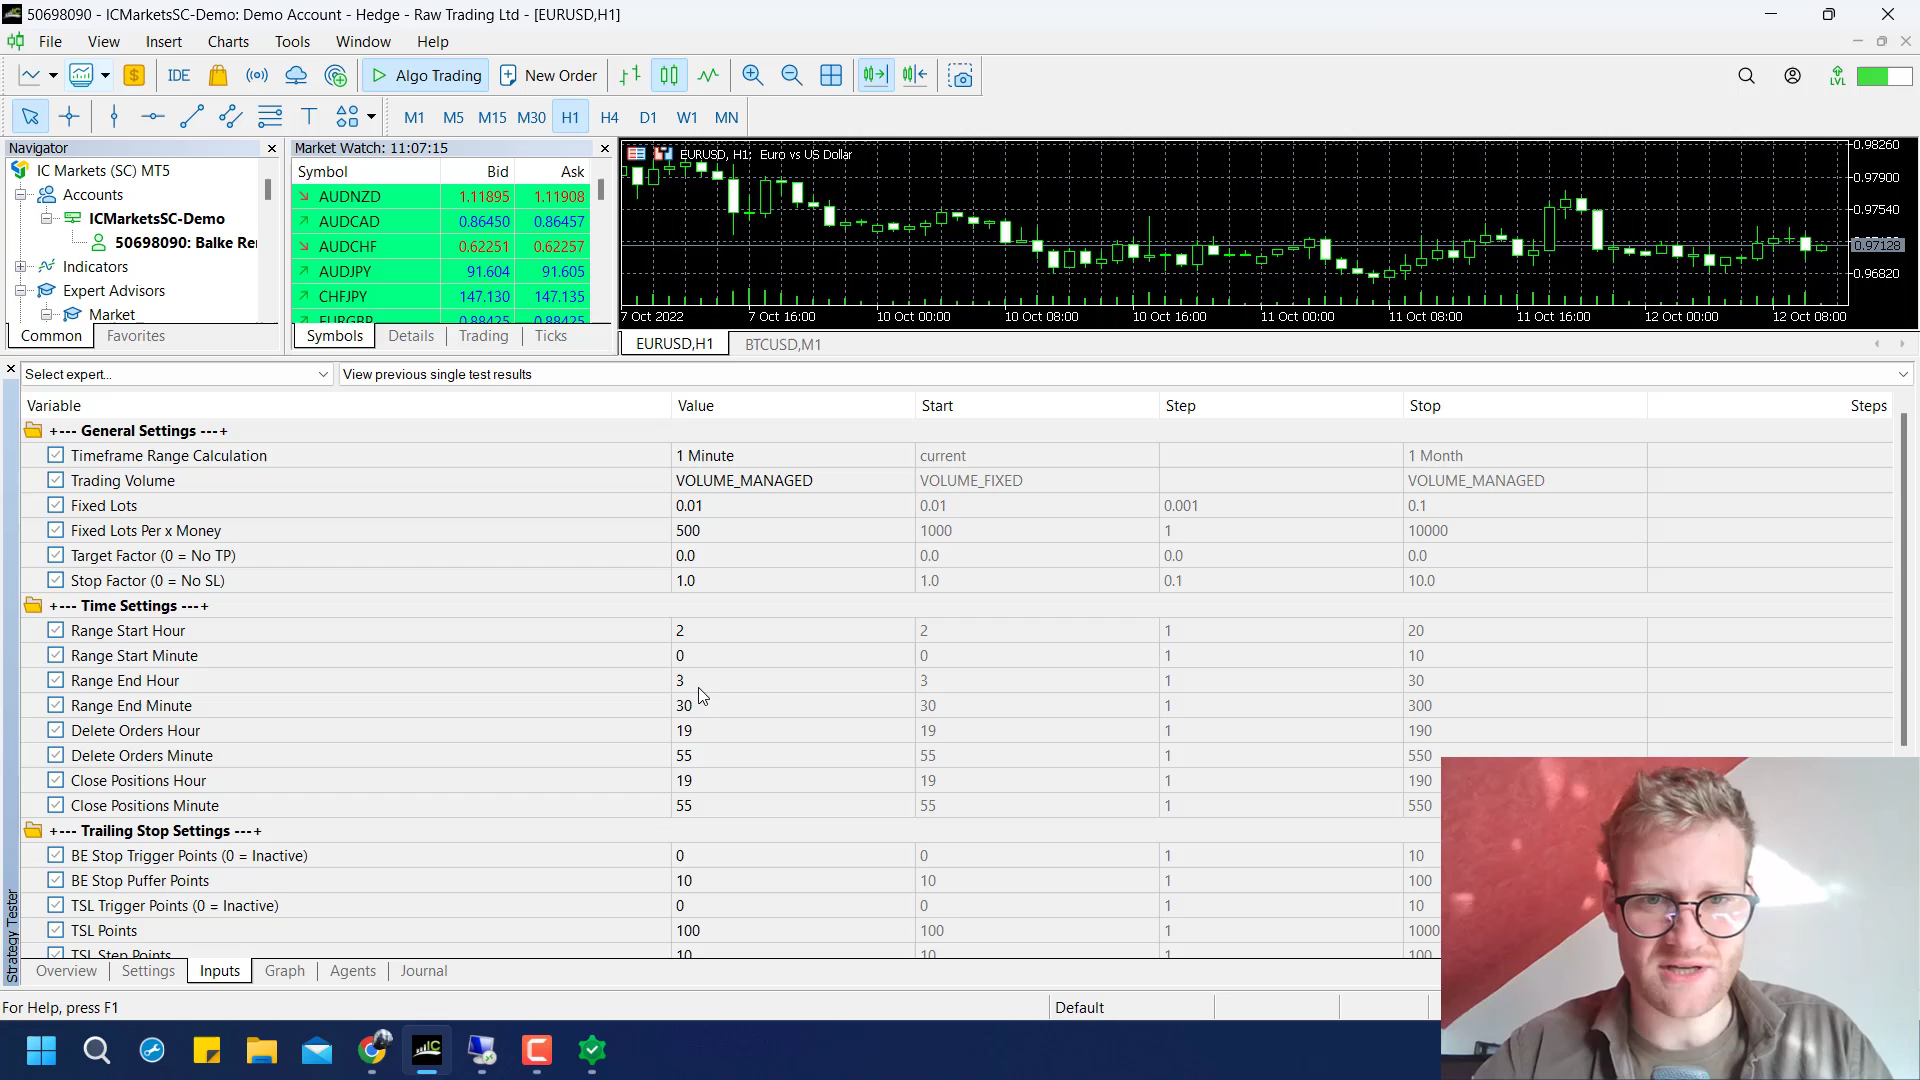 50698090 - ICMarketsSC-Demo: Demo Account - Hedge - Raw Trading Ltd - [EURUSD,H1]
File View Insert Charts Tools Window Help
IDE Algo Trading New Order LVL
M1 M5 M15 M30 H1 H4 D1 W1 MN
Navigator
IC Markets (SC) MT5
Accounts
ICMarketsSC-Demo
50698090: Balke Rei
Indicators
Expert Advisors
Market
Common Favorites
Market Watch: 11:07:15
Symbol Bid Ask
AUDNZD 1.11895 1.11908
AUDCAD 0.86450 0.86457
AUDCHF 0.62251 0.62257
AUDJPY 91.604 91.605
CHFJPY 147.130 147.135
EURGBP 0.88425 0.88425
Symbols Details Trading Ticks
EURUSD, H1: Euro vs US Dollar
0.98260
0.97900
0.97540
0.97128
0.96820
7 Oct 2022 7 Oct 16:00 10 Oct 00:00 10 Oct 08:00 10 Oct 16:00 11 Oct 00:00 11 Oct 08:00 11 Oct 16:00 12 Oct 00:00 12 Oct 08:00
EURUSD,H1 BTCUSD,M1
Select expert... View previous single test results
Variable Value Start Step Stop Steps
+--- General Settings ---+
Timeframe Range Calculation 1 Minute current 1 Month
Trading Volume VOLUME_MANAGED VOLUME_FIXED VOLUME_MANAGED
Fixed Lots 0.01 0.01 0.001 0.1
Fixed Lots Per x Money 500 1000 1 10000
Target Factor (0 = No TP) 0.0 0.0 0.0 0.0
Stop Factor (0 = No SL) 1.0 1.0 0.1 10.0
+--- Time Settings ---+
Range Start Hour 2 2 1 20
Range Start Minute 0 0 1 10
Range End Hour 3 3 1 30
Range End Minute 30 30 1 300
Delete Orders Hour 19 19 1 190
Delete Orders Minute 55 55 1 550
Close Positions Hour 19 19 1 190
Close Positions Minute 55 55 1 550
+--- Trailing Stop Settings ---+
BE Stop Trigger Points (0 = Inactive) 0 0 1 10
BE Stop Puffer Points 10 10 1 100
TSL Trigger Points (0 = Inactive) 0 0 1 10
TSL Points 100 100 1 1000
TSL Step Points 10 10 1 100
Strategy Tester
Overview Settings Inputs Graph Agents Journal
For Help, press F1 Default